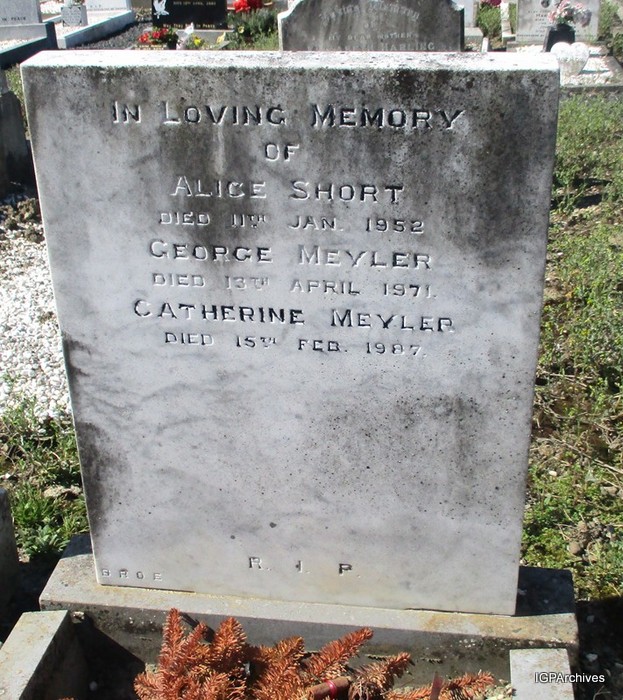 IN LOVING MEMORY
OF
ALICE SHORT
DIED 11TH JAN. 1952
GEORGE MEYLER
DIED 13TH APRIL 1971.
CATHERINE MEYLER
DIED 15TH FEB. 1987.
R. I. P.
BROE
IGPArchives